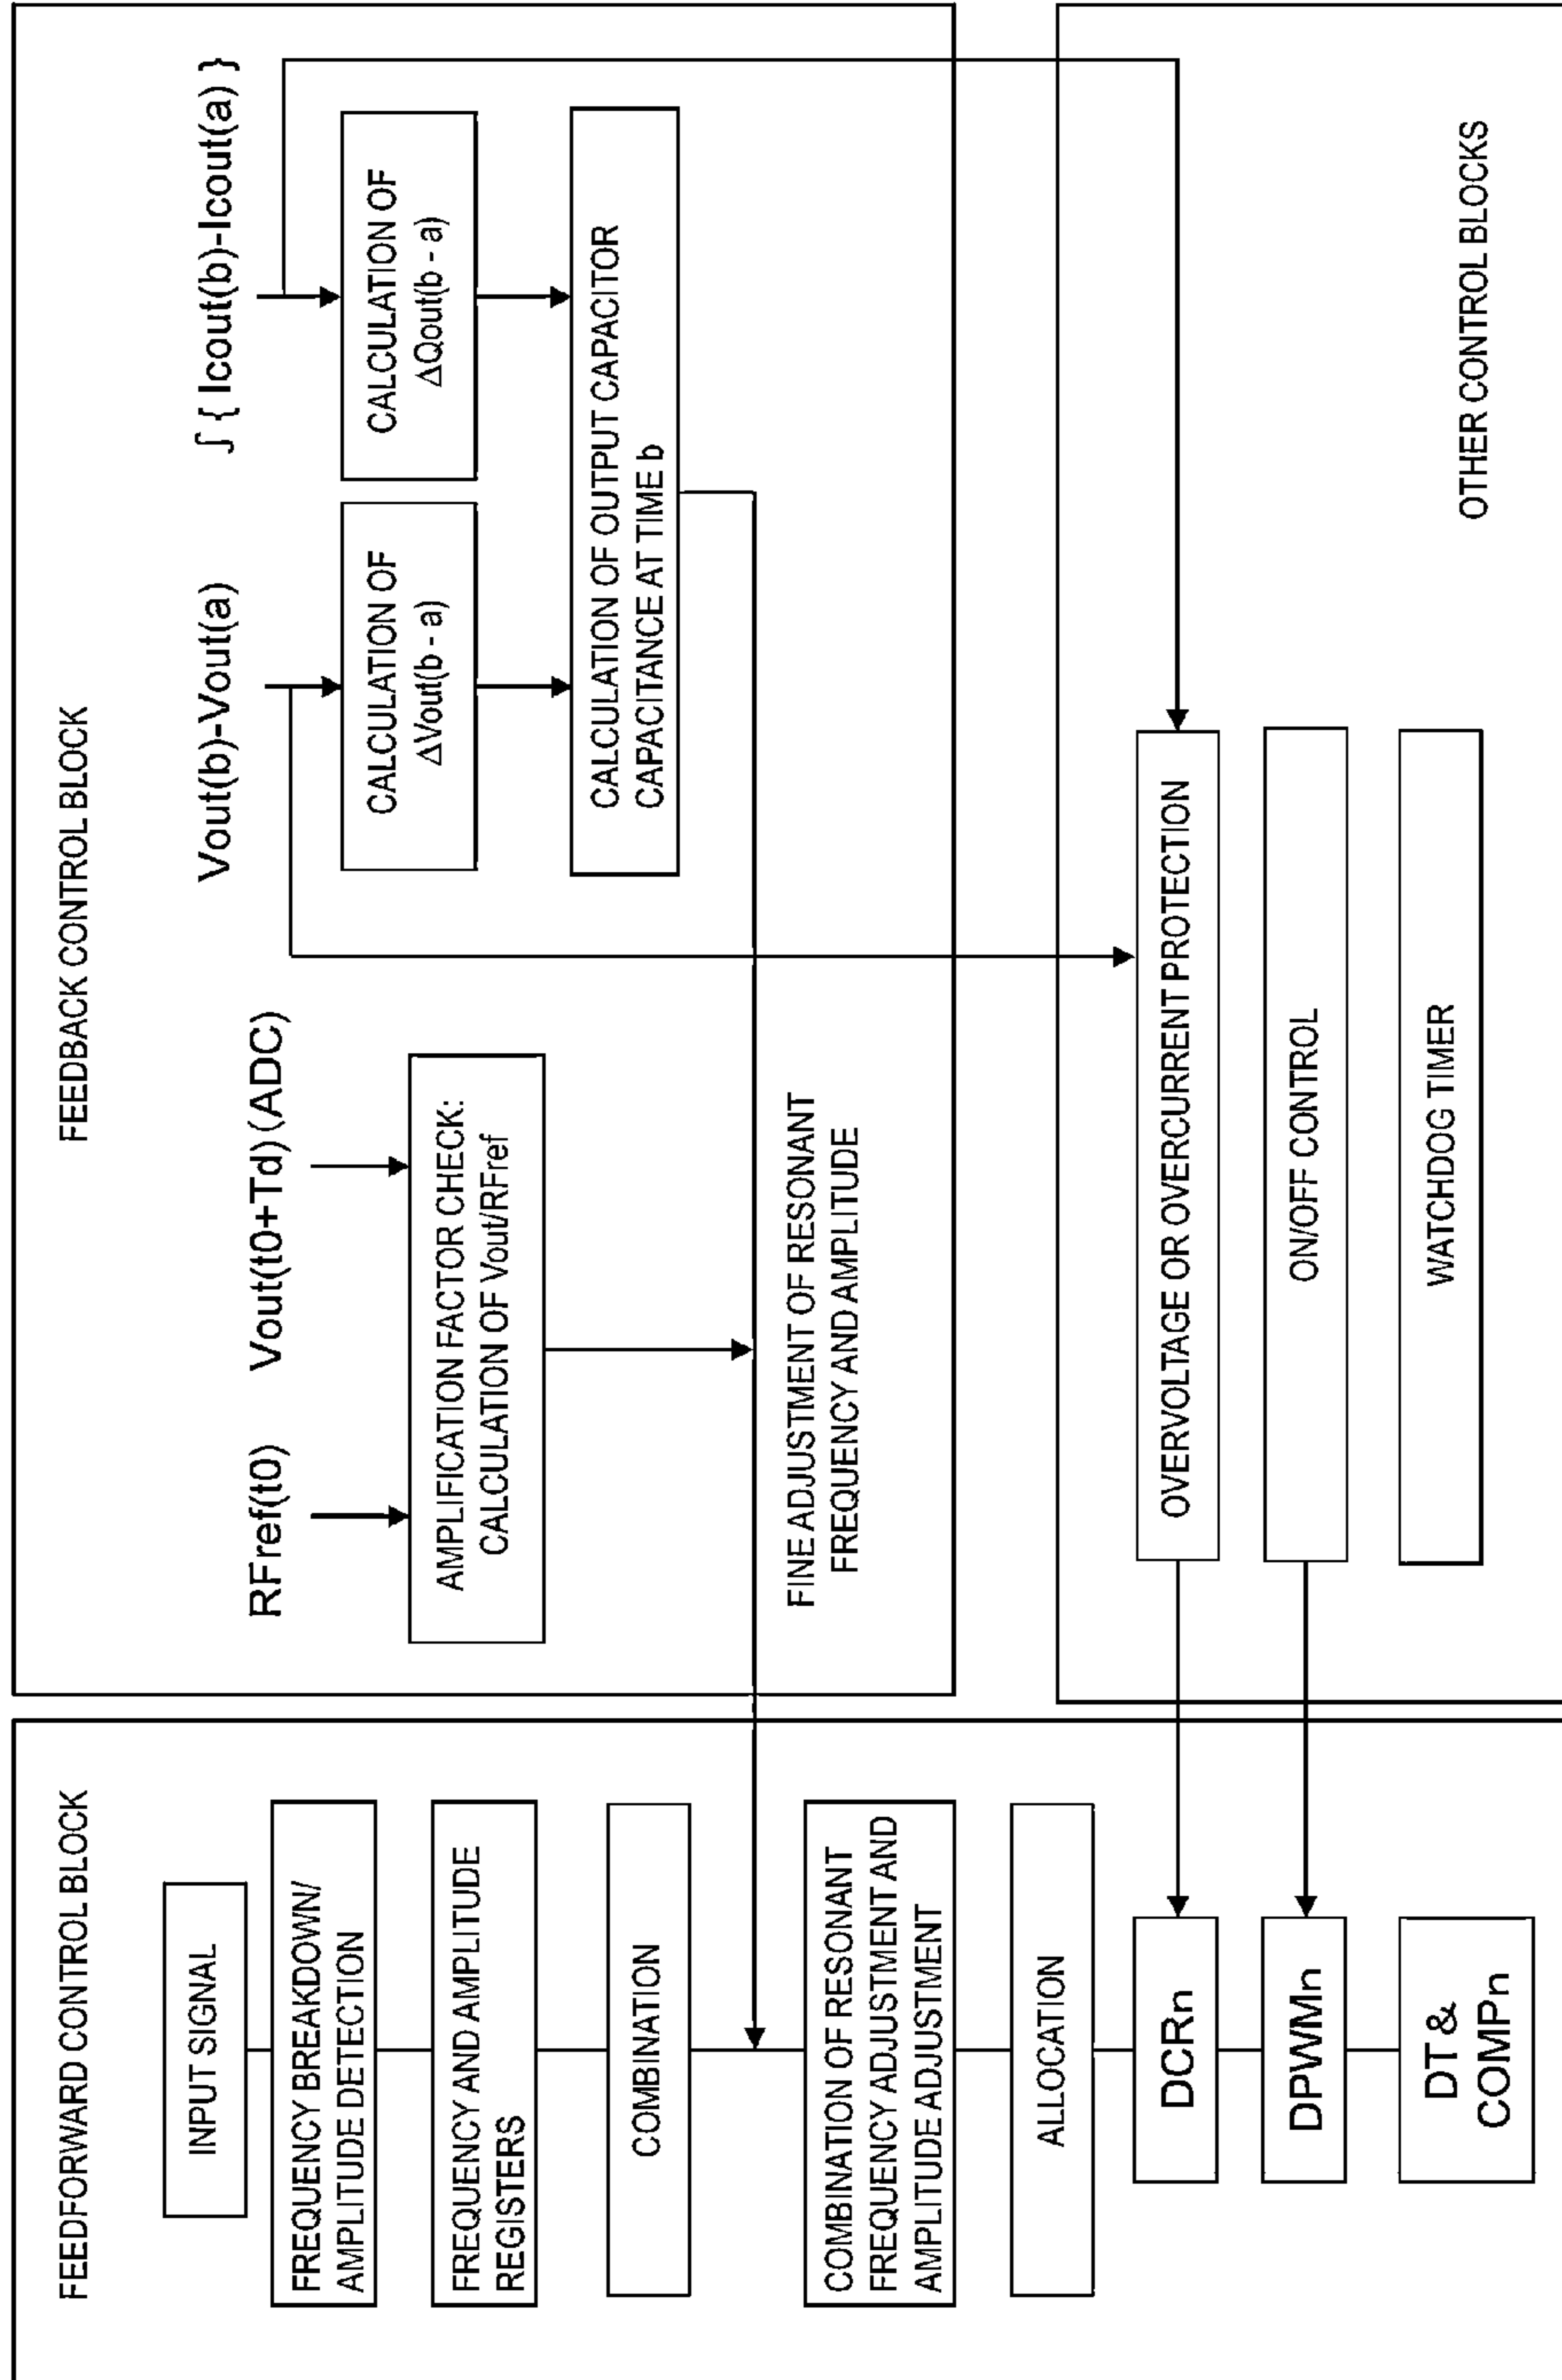 FEEDFORWARD CONTROL BLOCK
INPUT SIGNAL
FREQUENCY BREAKDOWN/
AMPLITUDE DETECTION
FREQUENCY AND AMPLITUDE
REGISTERS
COMBINATION
COMBINATION OF RESONANT
FREQUENCY ADJUSTMENT AND
AMPLITUDE ADJUSTMENT
ALLOCATION
DCRn
DPWMn
DT &
COMPn
FEEDBACK CONTROL BLOCK
RFref(t0)
Vout(t0+Td)(ADC)
AMPLIFICATION FACTOR CHECK:
CALCULATION OF Vout/RFref
Vout(b)-Vout(a)
∫ { Icout(b)-Icout(a) }
CALCULATION OF
ΔVout(b - a)
CALCULATION OF
ΔQout(b - a)
CALCULATION OF OUTPUT CAPACITOR
CAPACITANCE AT TIME b
FINE ADJUSTMENT OF RESONANT
FREQUENCY AND AMPLITUDE
OVERVOLTAGE OR OVERCURRENT PROTECTION
ON/OFF CONTROL
WATCHDOG TIMER
OTHER CONTROL BLOCKS